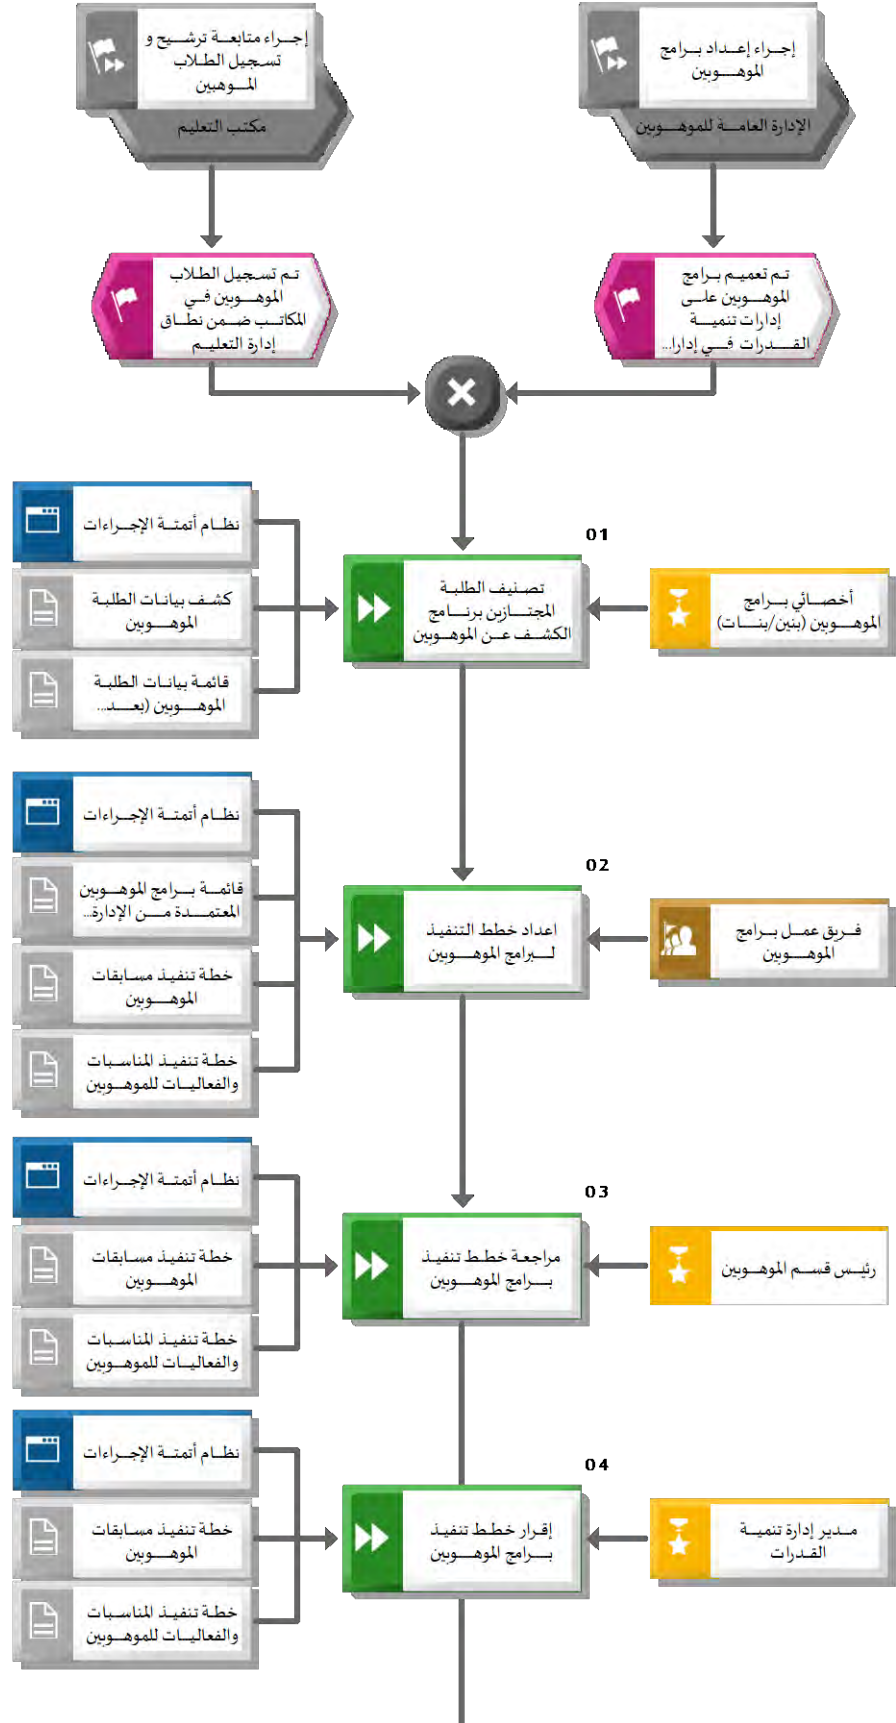 إجراء إعداد برامج
الموهوبين
الإدارة العامة للموهوبين
إجراء متابعة ترشيح و
تسجيل الطلاب
الموهبين
مكتب التعليم
تم تعميم برامج
الموهوبين على
إدارات تنمية
القدرات في إدارا...
تم تسجيل الطلاب
الموهوبين في
المكاتب ضمن نطاق
إدارة التعليم
01
أخصائي برامج
الموهوبين (بنين/بنات)
تصنيف الطلبة
المجتازين برنامج
الكشف عن الموهوبين
نظام أتمتة الإجراءات
كشف بيانات الطلبة
الموهوبين
قائمة بيانات الطلبة
الموهوبين (بعد...
02
فريق عمل برامج
الموهوبين
اعداد خطط التنفيذ
لبرامج الموهوبين
نظام أتمتة الإجراءات
قائمة برامج الموهوبين
المعتمدة من الإدارة...
خطة تنفيذ مسابقات
الموهوبين
خطة تنفيذ المناسبات
والفعاليات للموهوبين
03
رئيس قسم الموهوبين
مراجعة خطط تنفيذ
برامج الموهوبين
نظام أتمتة الإجراءات
خطة تنفيذ مسابقات
الموهوبين
خطة تنفيذ المناسبات
والفعاليات للموهوبين
04
مدير إدارة تنمية
القدرات
إقرار خطط تنفيذ
برامج الموهوبين
نظام أتمتة الإجراءات
خطة تنفيذ مسابقات
الموهوبين
خطة تنفيذ المناسبات
والفعاليات للموهوبين